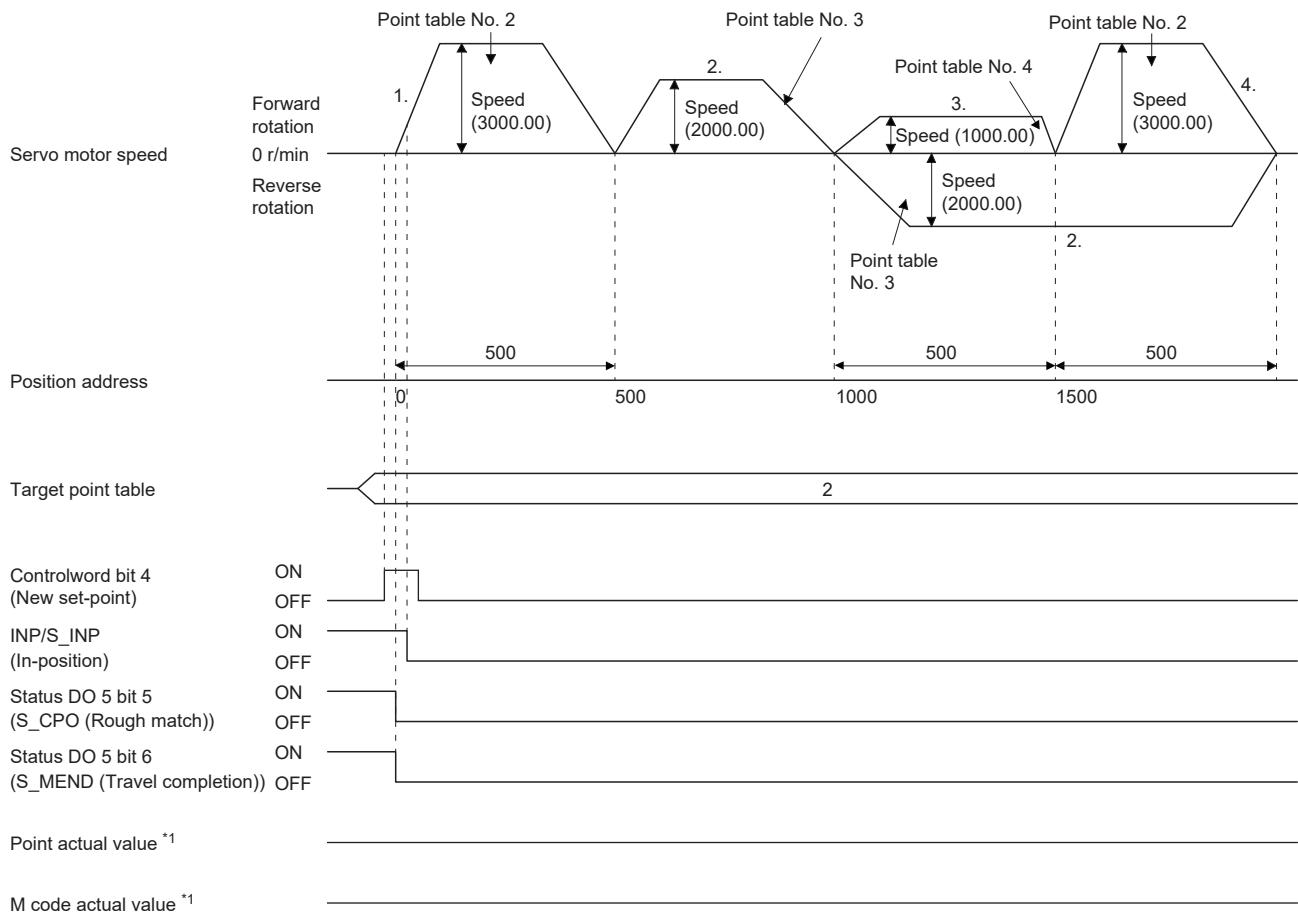 Point table No. 2
Point table No. 3
Point table No. 2
Point table No. 4
1.
2.
3.
4.
Forward
rotation
Speed
(3000.00)
Speed
(2000.00)
Speed (1000.00)
Speed
(3000.00)
Servo motor speed
0 r/min
Reverse
rotation
Speed
(2000.00)
2.
Point table
No. 3
500
500
500
Position address
0
500
1000
1500
Target point table
2
Controlword bit 4
(New set-point)
ON
OFF
INP/S_INP
(In-position)
ON
OFF
Status DO 5 bit 5
(S_CPO (Rough match))
ON
OFF
Status DO 5 bit 6
(S_MEND (Travel completion))
ON
OFF
Point actual value *1
M code actual value *1